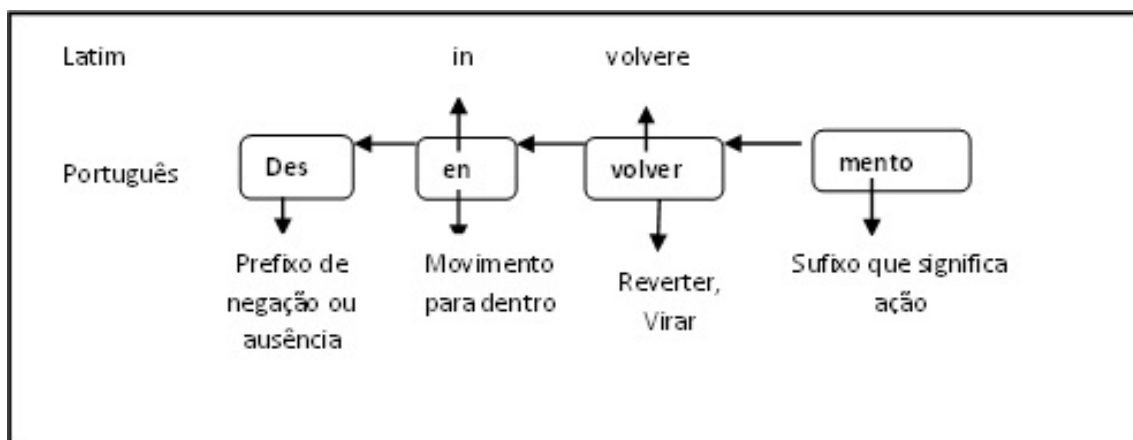 Latim in volvere
Português Des en volver mento
Prefixo de
negação ou
ausência
Movimento
para dentro
Reverter,
Virar
Sufixo que significa
ação